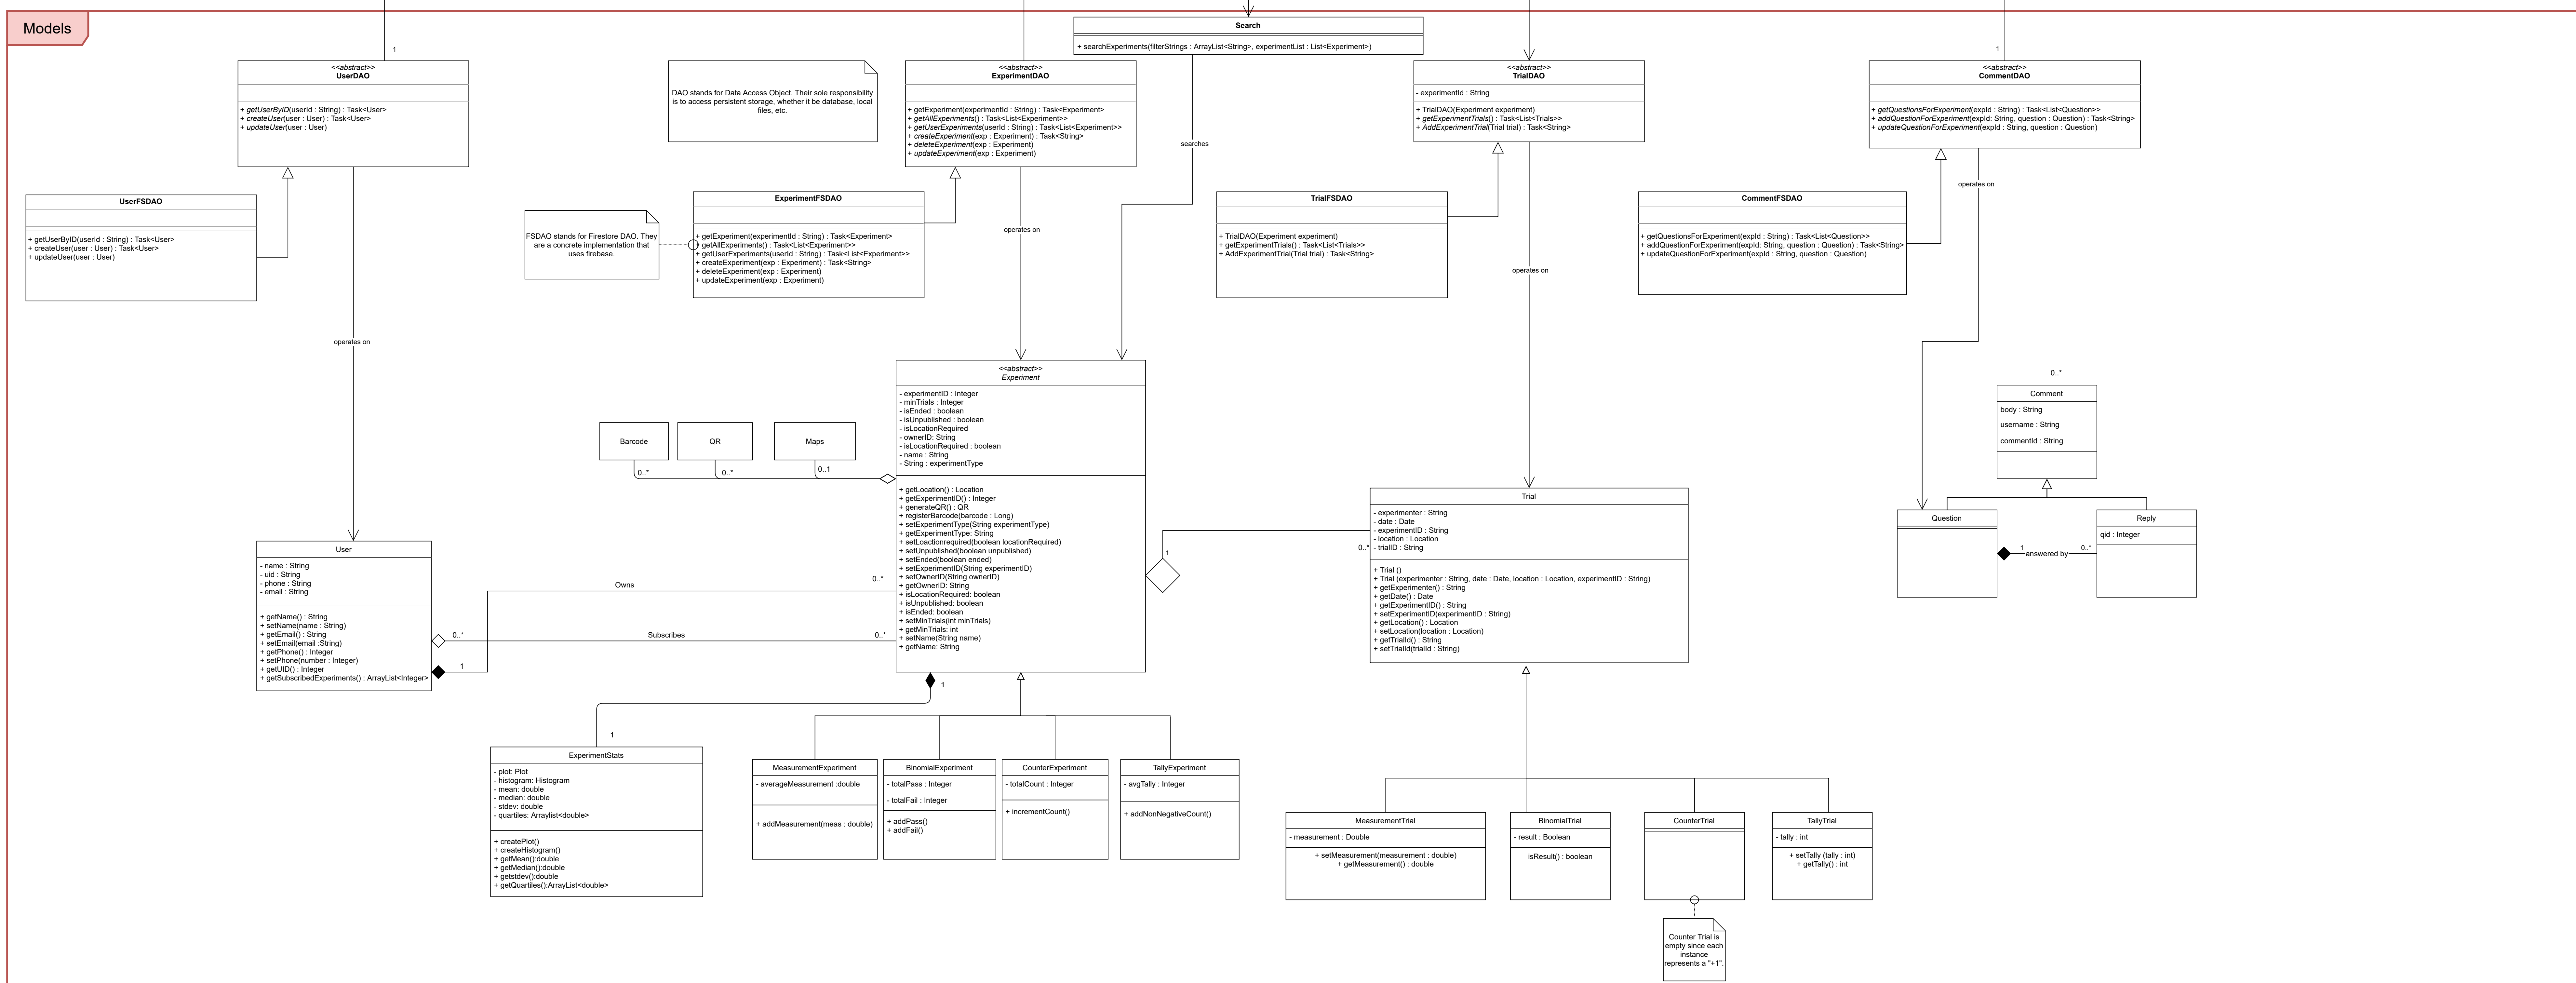 Models
1
<<abstract>>
UserDAO
+ getUserByID(userId : String) : Task<User>
+ createUser(user : User) : Task<User>
+ updateUser(user : User)
DAO stands for Data Access Object. Their sole responsibility
is to access persistent storage, whether it be database, local
files, etc.
<<abstract>>
ExperimentDAO
+ getExperiment(experimentId : String) : Task<Experiment>
+ getAllExperiments() : Task<List<Experiment>>
+ getUserExperiments(userId : String) : Task<List<Experiment>>
+ createExperiment(exp : Experiment) : Task<String>
+ deleteExperiment(exp : Experiment)
+ updateExperiment(exp : Experiment)
Search
+ searchExperiments(filterStrings : ArrayList<String>, experimentList : List<Experiment>)
searches
<<abstract>>
TrialDAO
- experimentId : String
+ TrialDAO(Experiment experiment)
+ getExperimentTrials() : Task<List<Trials>>
+ AddExperimentTrial(Trial trial) : Task<String>
1
<<abstract>>
CommentDAO
+ getQuestionsForExperiment(expId : String) : Task<List<Question>>
+ addQuestionForExperiment(expId: String, question : Question) : Task<String>
+ updateQuestionForExperiment(expId : String, question : Question)
UserFSDAO
+ getUserByID(userId : String) : Task<User>
+ createUser(user : User) : Task<User>
+ updateUser(user : User)
FSDAO stands for Firestore DAO. They
are a concrete implementation that
uses firebase.
ExperimentFSDAO
+ getExperiment(experimentId : String) : Task<Experiment>
+ getAllExperiments() : Task<List<Experiment>>
+ getUserExperiments(userId : String) : Task<List<Experiment>>
+ createExperiment(exp : Experiment) : Task<String>
+ deleteExperiment(exp : Experiment)
+ updateExperiment(exp : Experiment)
TrialFSDAO
+ TrialDAO(Experiment experiment)
+ getExperimentTrials() : Task<List<Trials>>
+ AddExperimentTrial(Trial trial) : Task<String>
CommentFSDAO
+ getQuestionsForExperiment(expId : String) : Task<List<Question>>
+ addQuestionForExperiment(expId: String, question : Question) : Task<String>
+ updateQuestionForExperiment(expId : String, question : Question)
operates on
operates on
operates on
operates on
<<abstract>>
Experiment
- experimentID : Integer
- minTrials : Integer
- isEnded : boolean
- isUnpublished : boolean
- isLocationRequired
- ownerID: String
- isLocationRequired : boolean
- name : String
- String : experimentType
+ getLocation() : Location
+ getExperimentID() : Integer
+ generateQR() : QR
+ registerBarcode(barcode : Long)
+ setExperimentType(String experimentType)
+ getExperimentType: String
+ setLoactionrequired(boolean locationRequired)
+ setUnpublished(boolean unpublished)
+ setEnded(boolean ended)
+ setExperimentID(String experimentID)
+ setOwnerID(String ownerID)
+ getOwnerID: String
+ isLocationRequired: boolean
+ isUnpublished: boolean
+ isEnded: boolean
+ setMinTrials(int minTrials)
+ getMinTrials: int
+ setName(String name)
+ getName: String
Barcode
QR
Maps
0..*
0..*
0..1
0..*
Comment
body : String
username : String
commentId : String
Question
Reply
qid : Integer
1
answered by
0..*
Trial
- experimenter : String
- date : Date
- experimentID : String
- location : Location
- trialID : String
+ Trial ()
+ Trial (experimenter : String, date : Date, location : Location, experimentID : String)
+ getExperimenter() : String
+ getDate() : Date
+ getExperimentID() : String
+ setExperimentID(experimentID : String)
+ getLocation() : Location
+ setLocation(location : Location)
+ getTrialId() : String
+ setTrialId(trialId : String)
1
0..*
User
- name : String
- uid : String
- phone : String
- email : String
+ getName() : String
+ setName(name : String)
+ getEmail() : String
+ setEmail(email :String)
+ getPhone() : Integer
+ setPhone(number : Integer)
+ getUID() : Integer
+ getSubscribedExperiments() : ArrayList<Integer>
Owns
0..*
0..*
Subscribes
0..*
1
1
1
ExperimentStats
- plot: Plot
- histogram: Histogram
- mean: double
- median: double
- stdev: double
- quartiles: Arraylist<double>
+ createPlot()
+ createHistogram()
+ getMean():double
+ getMedian():double
+ getstdev():double
+ getQuartiles():ArrayList<double>
MeasurementExperiment
- averageMeasurement :double
+ addMeasurement(meas : double)
BinomialExperiment
- totalPass : Integer
- totalFail : Integer
+ addPass()
+ addFail()
CounterExperiment
- totalCount : Integer
+ incrementCount()
TallyExperiment
- avgTally : Integer
+ addNonNegativeCount()
MeasurementTrial
- measurement : Double
+ setMeasurement(measurement : double)
+ getMeasurement() : double
BinomialTrial
- result : Boolean
isResult() : boolean
CounterTrial
TallyTrial
- tally : int
+ setTally (tally : int)
+ getTally() : int
Counter Trial is
empty since each
instance
represents a "+1".